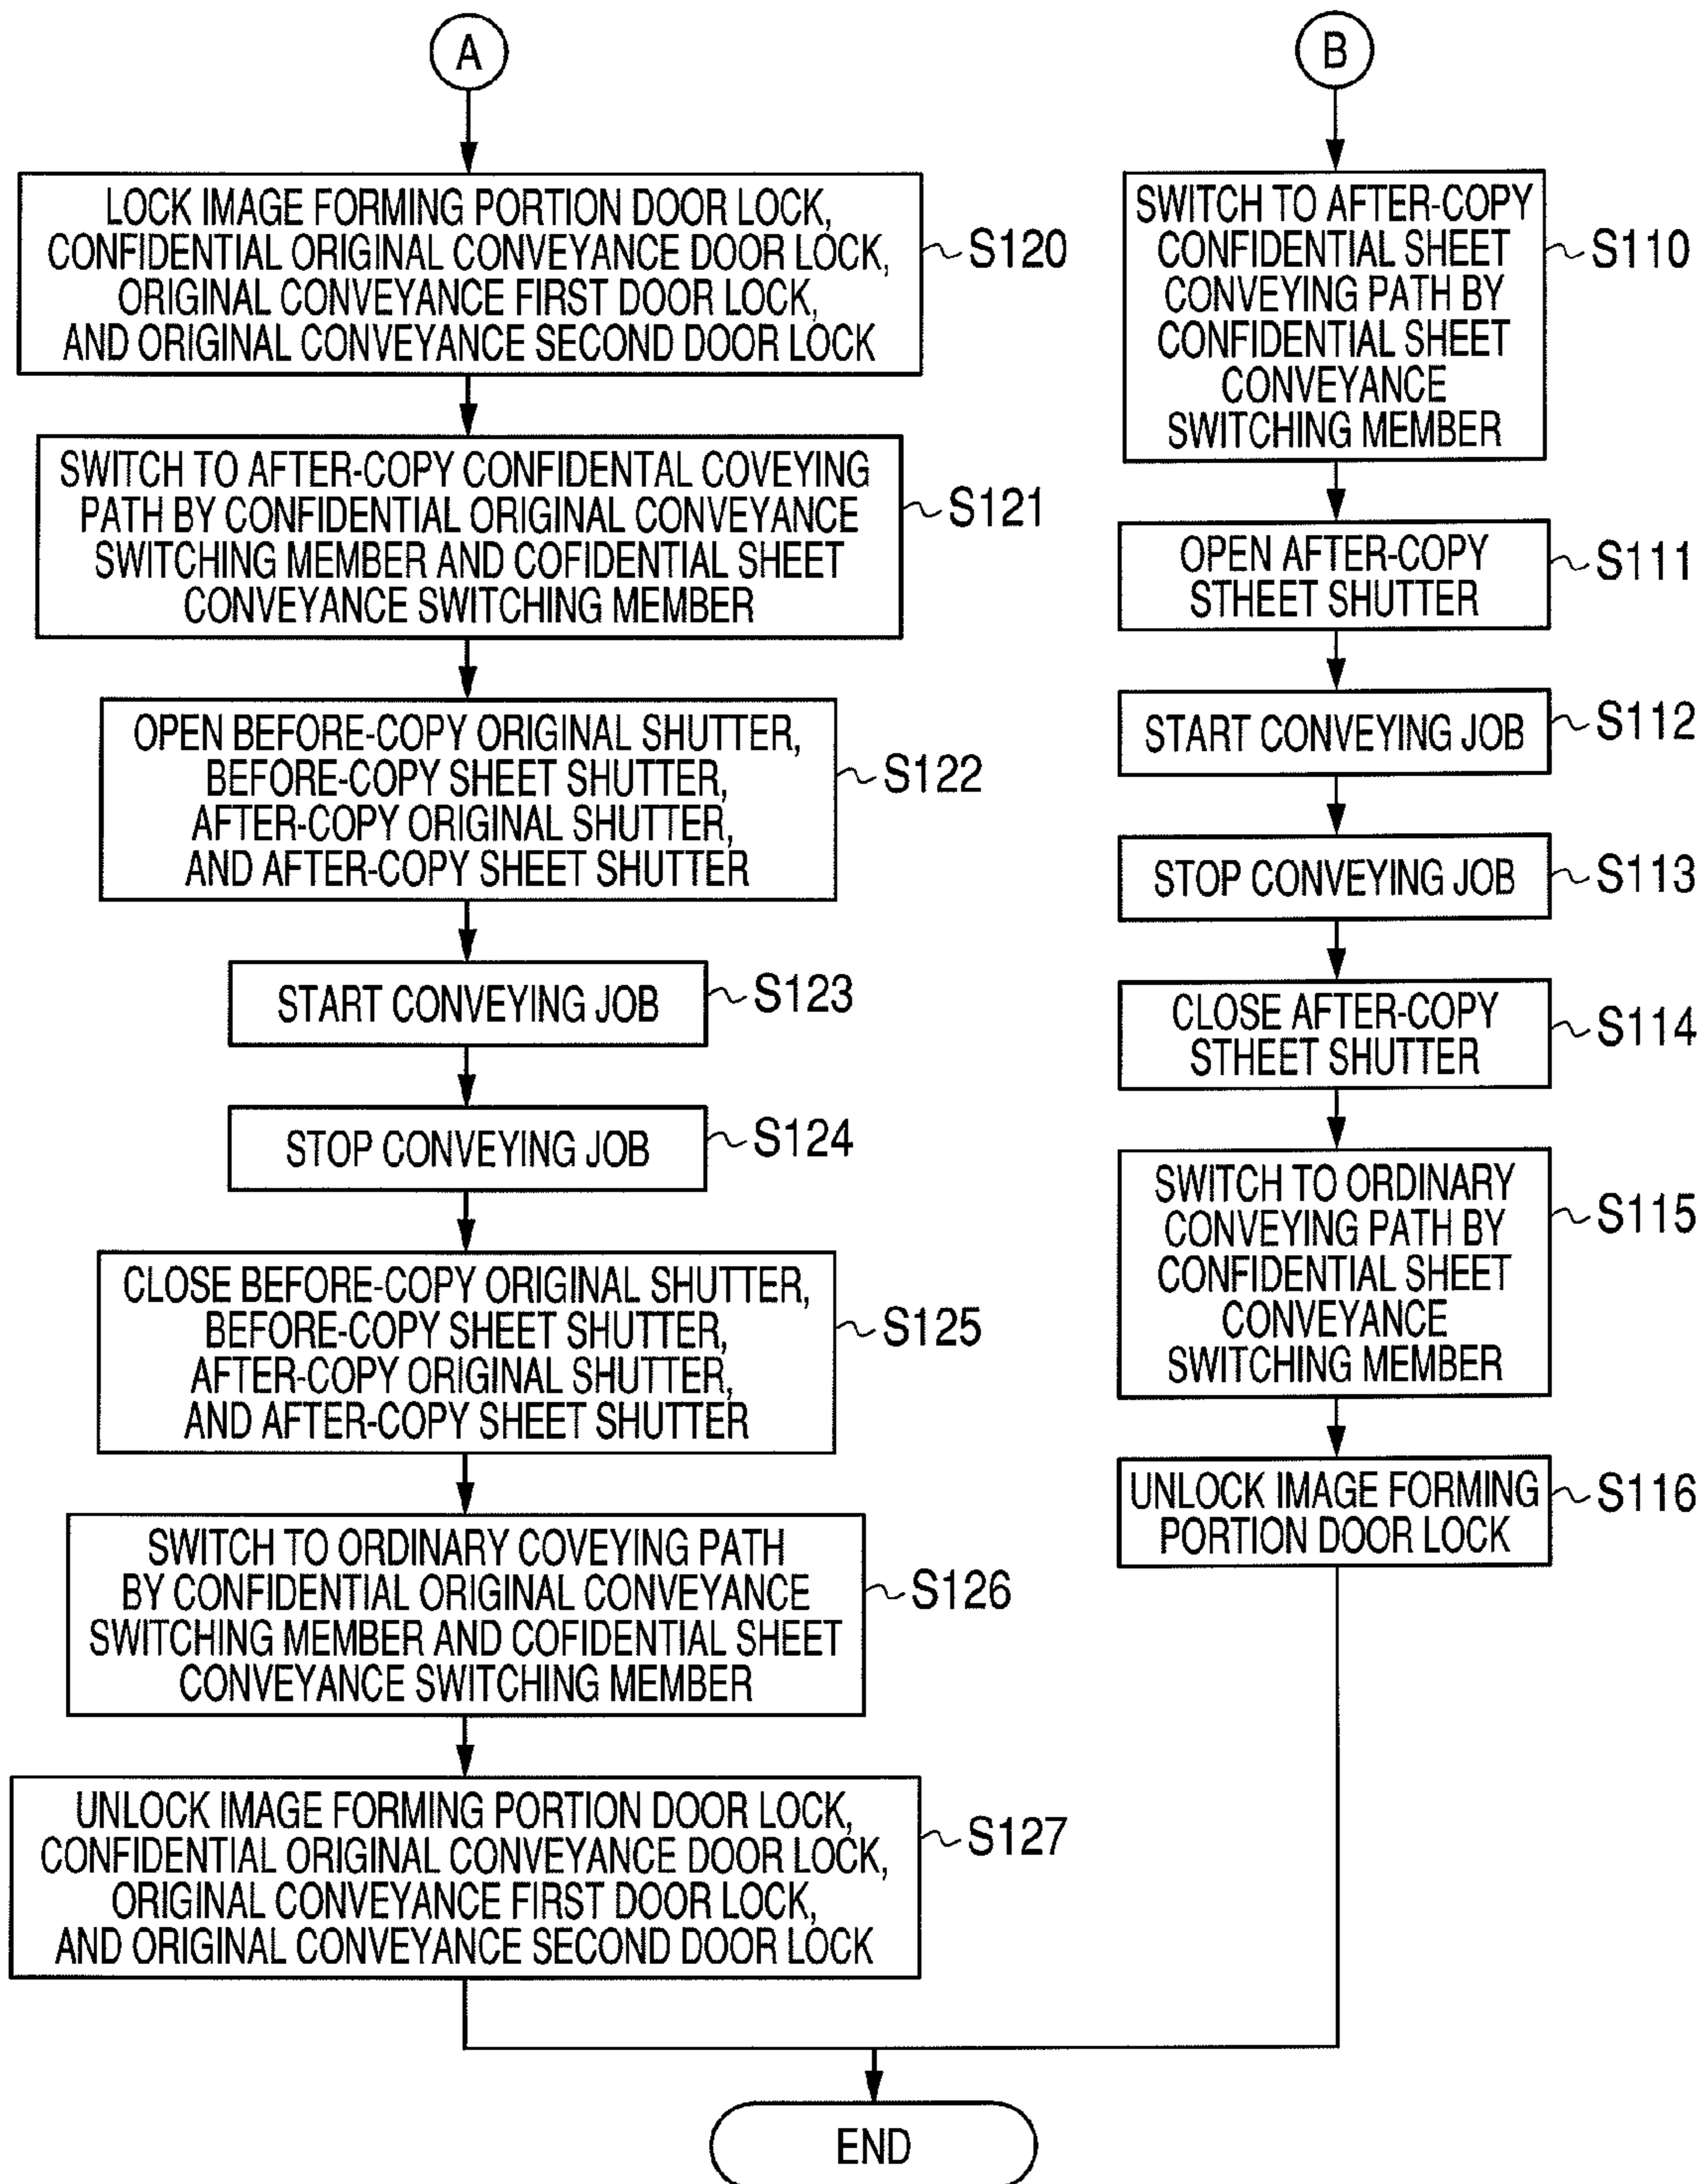 A
LOCK IMAGE FORMING PORTION DOOR LOCK,
CONFIDENTIAL ORIGINAL CONVEYANCE DOOR LOCK,
ORIGINAL CONVEYANCE FIRST DOOR LOCK,
AND ORIGINAL CONVEYANCE SECOND DOOR LOCK
S120
SWITCH TO AFTER-COPY CONFIDENTAL COVEYING
PATH BY CONFIDENTIAL ORIGINAL CONVEYANCE
SWITCHING MEMBER AND COFIDENTIAL SHEET
CONVEYANCE SWITCHING MEMBER
S121
OPEN BEFORE-COPY ORIGINAL SHUTTER,
BEFORE-COPY SHEET SHUTTER,
AFTER-COPY ORIGINAL SHUTTER,
AND AFTER-COPY SHEET SHUTTER
S122
START CONVEYING JOB
S123
STOP CONVEYING JOB
S124
CLOSE BEFORE-COPY ORIGINAL SHUTTER,
BEFORE-COPY SHEET SHUTTER,
AFTER-COPY ORIGINAL SHUTTER,
AND AFTER-COPY SHEET SHUTTER
S125
SWITCH TO ORDINARY COVEYING PATH
BY CONFIDENTIAL ORIGINAL CONVEYANCE
SWITCHING MEMBER AND COFIDENTIAL SHEET
CONVEYANCE SWITCHING MEMBER
S126
UNLOCK IMAGE FORMING PORTION DOOR LOCK,
CONFIDENTIAL ORIGINAL CONVEYANCE DOOR LOCK,
ORIGINAL CONVEYANCE FIRST DOOR LOCK,
AND ORIGINAL CONVEYANCE SECOND DOOR LOCK
S127
B
SWITCH TO AFTER-COPY
CONFIDENTIAL SHEET
CONVEYING PATH BY
CONFIDENTIAL SHEET
CONVEYANCE
SWITCHING MEMBER
S110
OPEN AFTER-COPY
STHEET SHUTTER
S111
START CONVEYING JOB
S112
STOP CONVEYING JOB
S113
CLOSE AFTER-COPY
STHEET SHUTTER
S114
SWITCH TO ORDINARY
CONVEYING PATH BY
CONFIDENTIAL SHEET
CONVEYANCE
SWITCHING MEMBER
S115
UNLOCK IMAGE FORMING
PORTION DOOR LOCK
S116
END